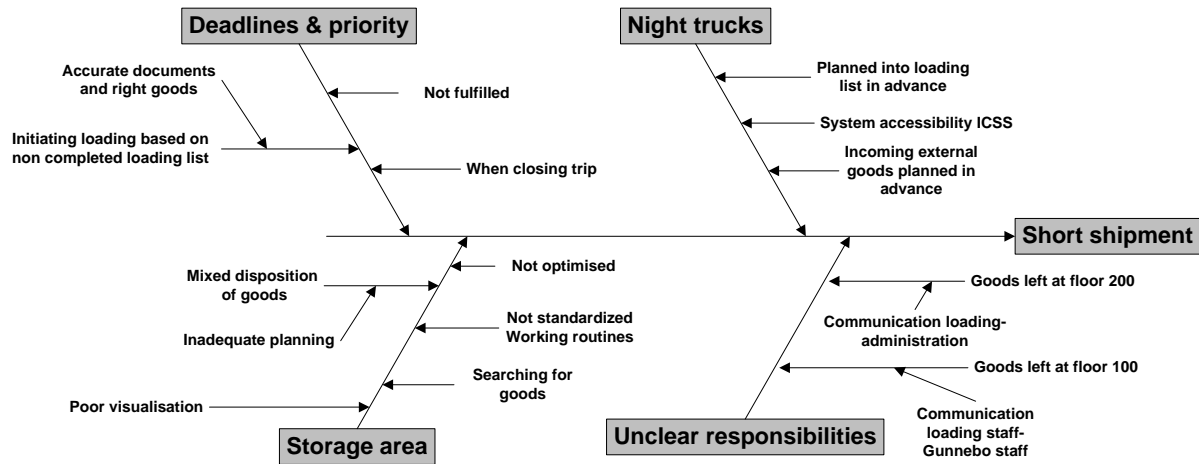 Deadlines & priority
Night trucks
Accurate documents
and right goods
Not fulfilled
Planned into loading
list in advance
Initiating loading based on
non completed loading list
System accessibility ICSS
When closing trip
Incoming external
goods planned in
advance
Short shipment
Mixed disposition
of goods
Not optimised
Goods left at floor 200
Inadequate planning
Not standardized
Working routines
Communication loading-
administration
Searching for
goods
Goods left at floor 100
Poor visualisation
Communication
loading staff-
Gunnebo staff
Storage area
Unclear responsibilities